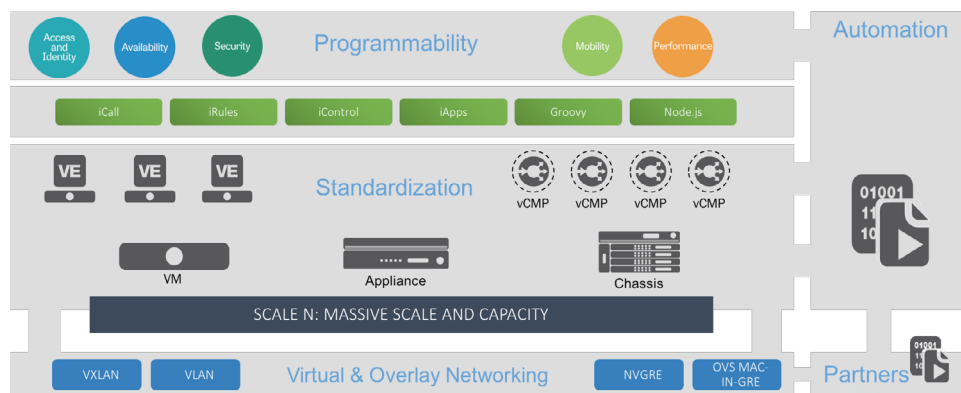 Access
and
Identity
Availability
Security
Programmability
Mobility
Performance
Automation
iCall
iRules
iControl
iApps
Groovy
Node.js
VE
VE
VE
Standardization
vCMP
vCMP
vCMP
vCMP
01001
11
10
VM
Appliance
Chassis
SCALE N: MASSIVE SCALE AND CAPACITY
VXLAN
VLAN
Virtual & Overlay Networking
NVGRE
OVS MAC-
IN-GRE
Partners
01001
11
10